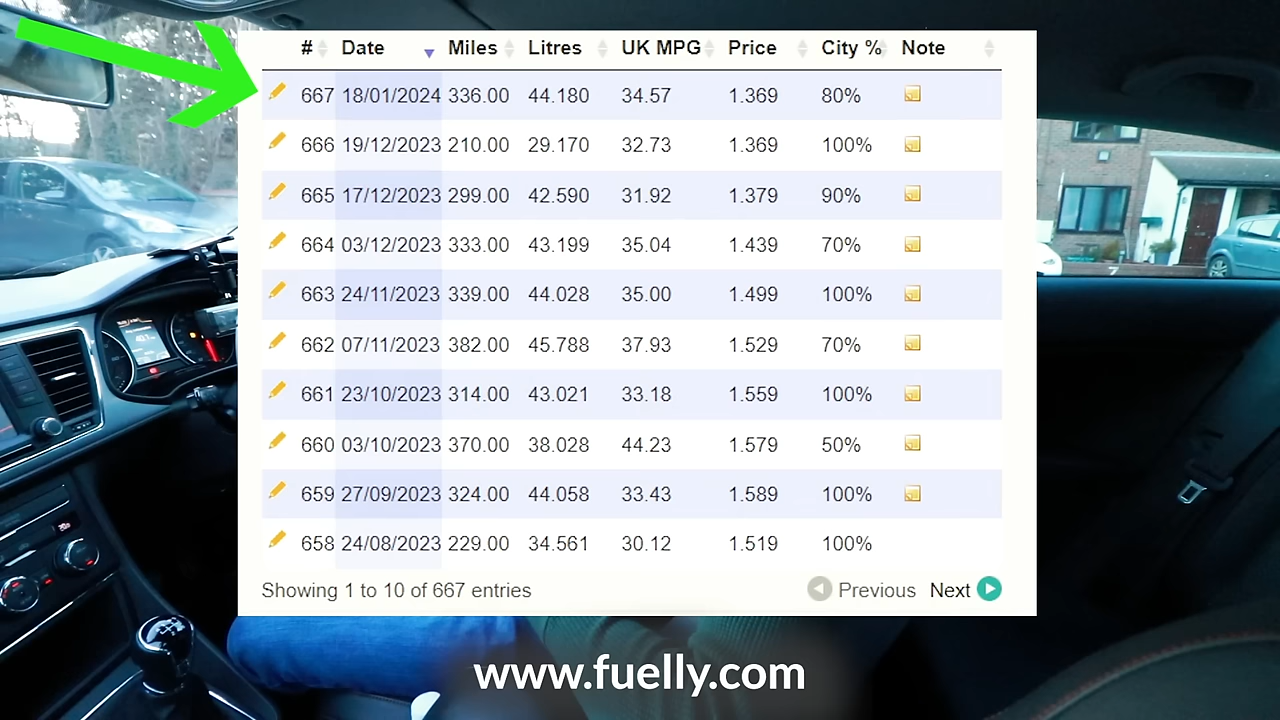 # Date Miles Litres UK MPG Price City % Note
667 18/01/2024 336.00 44.180 34.57 1.369 80%
666 19/12/2023 210.00 29.170 32.73 1.369 100%
665 17/12/2023 299.00 42.590 31.92 1.379 90%
664 03/12/2023 333.00 43.199 35.04 1.439 70%
663 24/11/2023 339.00 44.028 35.00 1.499 100%
662 07/11/2023 382.00 45.788 37.93 1.529 70%
661 23/10/2023 314.00 43.021 33.18 1.559 100%
660 03/10/2023 370.00 38.028 44.23 1.579 50%
659 27/09/2023 324.00 44.058 33.43 1.589 100%
658 24/08/2023 229.00 34.561 30.12 1.519 100%
Showing 1 to 10 of 667 entries Previous Next
www.fuelly.com